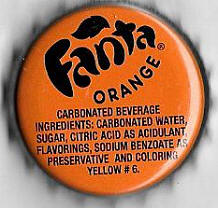 Fanta®
ORANGE
CARBONATED BEVERAGE
INGREDIENTS: CARBONATED WATER,
SUGAR, CITRIC ACID AS ACIDULANT,
FLAVORINGS, SODIUM BENZOATE AS
PRESERVATIVE AND COLORING
YELLOW # 6.